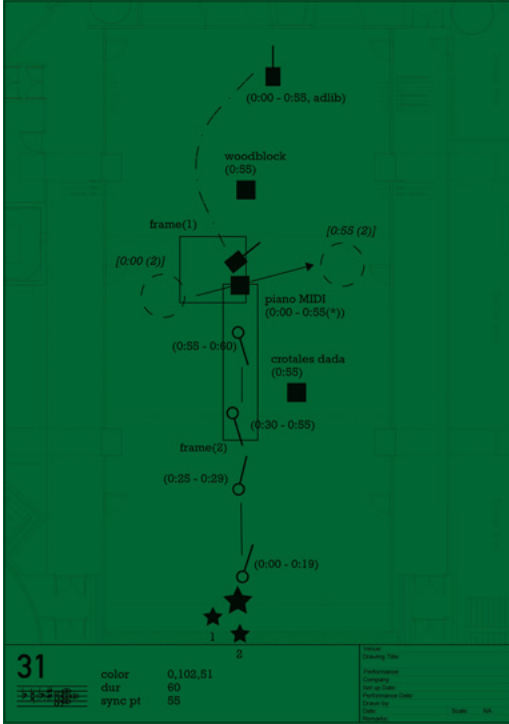 (0:00 - 0:55, adlib)
woodblock
(0:55)
frame(1)
[0:55 (2)]
[0:00 (2)]
piano MIDI
(0:00 - 0:55(*))
(0:55 - 0:60)
crotales dada
(0:55)
(0:30 - 0:55)
frame(2)
(0:25 - 0:29)
(0:00 - 0:19)
1
2
31
color 0,102,51
dur 60
sync pt 55
Venue:
Drawing Title:
Performance:
Company:
Set up Date:
Performance Date:
Drawn by:
Date: Scale: NA
Remarks: